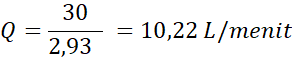 Q = 30 / 2,93 = 10,22 L/menit